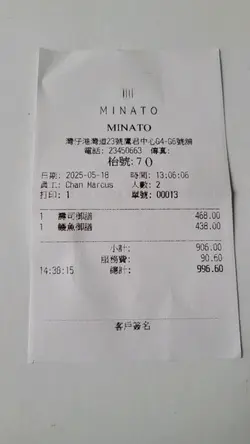 MINATO
MINATO
灣仔港灣道23號鷹君中心G4-G6號舖
電話: 23450663 傳真:
枱號: 70
日期: 2025-05-18 時間: 13:06:06
員工: Chan Marcus 人數: 2
打印: 1 單號: 00013
1 壽司御膳 468.00
1 鰻魚御膳 438.00
小計: 906.00
服務費: 90.60
14:30:15 總計: 996.60
客戶簽名